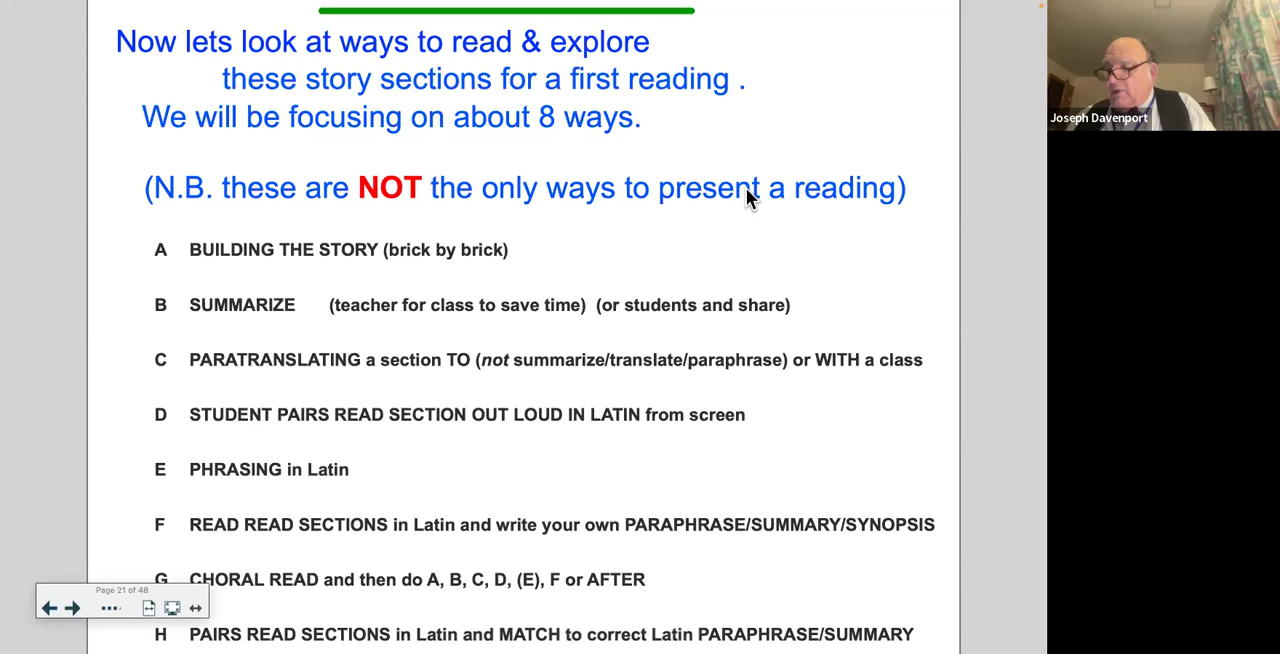 Now lets look at ways to read & explore
these story sections for a first reading .
We will be focusing on about 8 ways.
(N.B. these are NOT the only ways to present a reading)
A BUILDING THE STORY (brick by brick)
B SUMMARIZE (teacher for class to save time) (or students and share)
C PARATRANSLATING a section TO (not summarize/translate/paraphrase) or WITH a class
D STUDENT PAIRS READ SECTION OUT LOUD IN LATIN from screen
E PHRASING in Latin
F READ READ SECTIONS in Latin and write your own PARAPHRASE/SUMMARY/SYNOPSIS
G CHORAL READ and then do A, B, C, D, (E), F or AFTER
H PAIRS READ SECTIONS in Latin and MATCH to correct Latin PARAPHRASE/SUMMARY
Page 21 of 48
Joseph Davenport